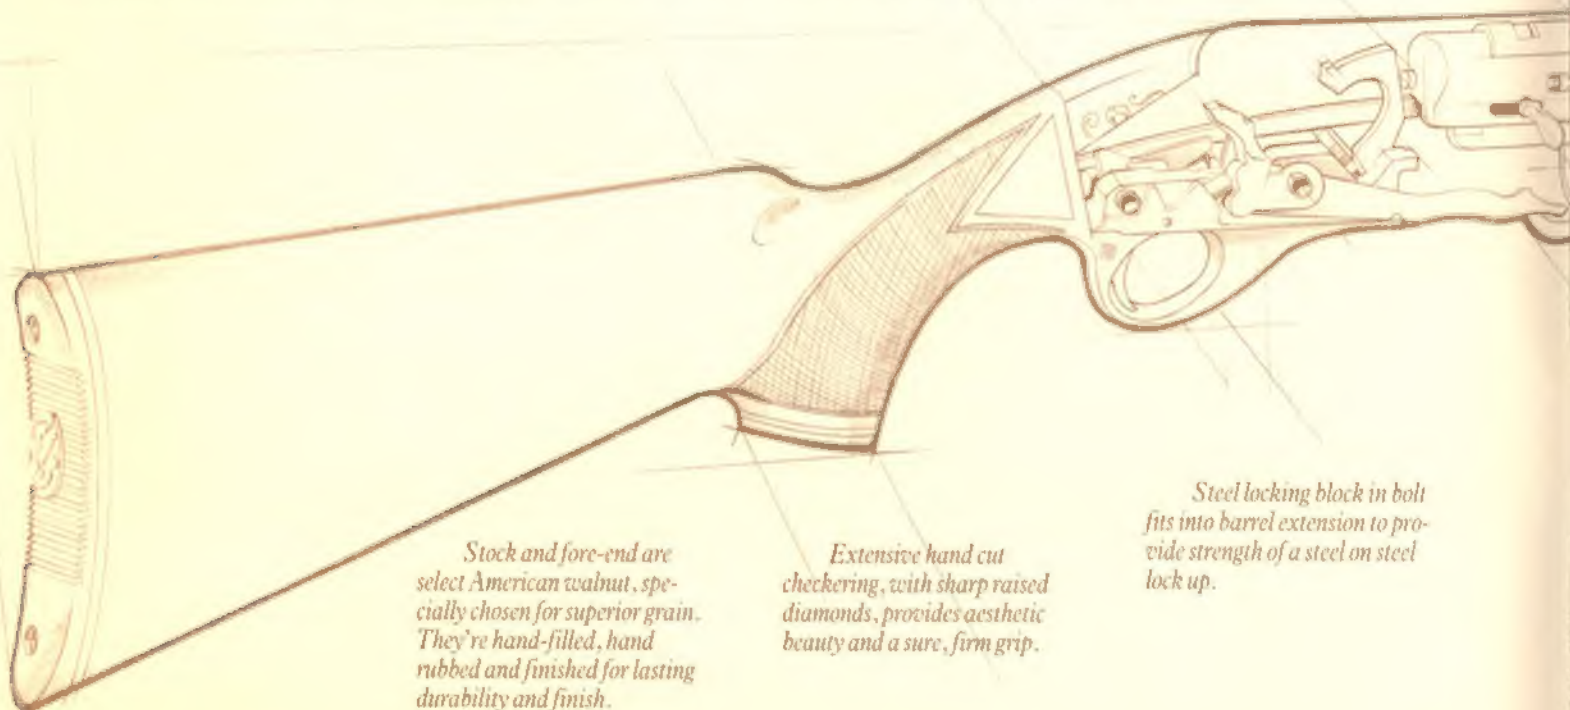 Stock and fore-end are
select American walnut, spe-
cially chosen for superior grain.
They're hand-filled, hand
rubbed and finished for lasting
durability and finish.
Extensive hand cut
checkering, with sharp raised
diamonds, provides aesthetic
beauty and a sure, firm grip.
Steel locking block in bolt
fits into barrel extension to pro-
vide strength of a steel on steel
lock up.